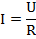 I = U/R